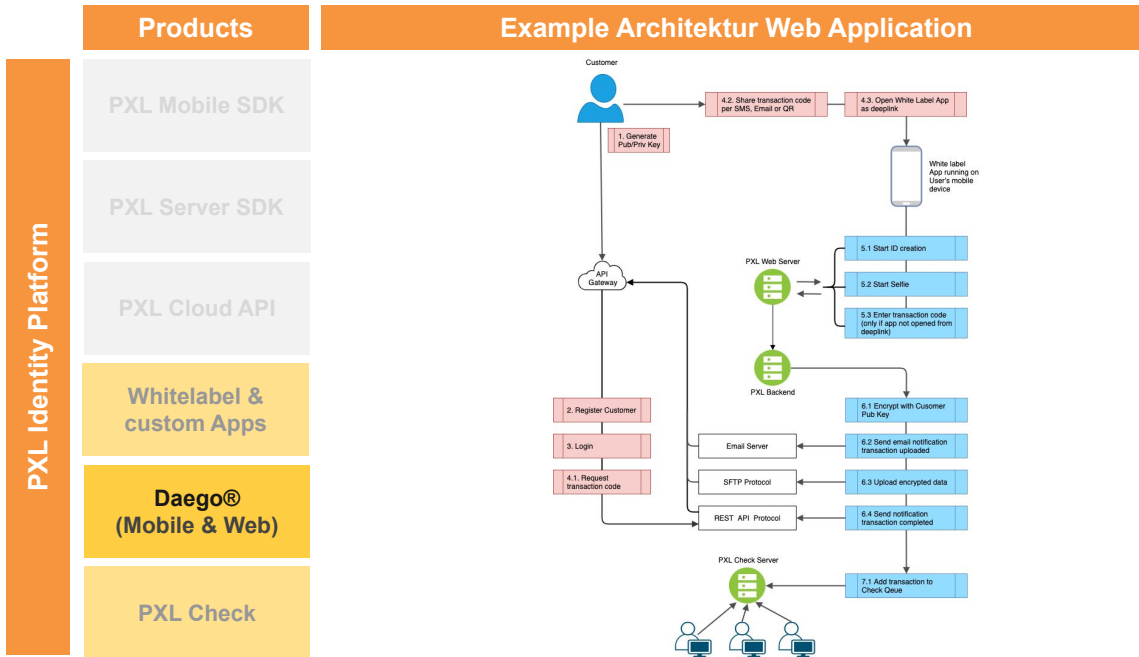 Products
Example Architektur Web Application
PXL Identity Platform
PXL Mobile SDK
PXL Server SDK
PXL Cloud API
Whitelabel &
custom Apps
Daego®
(Mobile & Web)
PXL Check
Customer
4.2. Share transaction code
per SMS, Email or QR
4.3. Open White Label App
as deeplink
1. Generate
Pub/Priv Key
White label
App running on
User's mobile
device
5.1 Start ID creation
PXL Web Server
API
Gateway
5.2 Start Selfie
5.3 Enter transaction code
(only if app not opened from
deeplink)
PXL Backend
2. Register Customer
6.1 Encrypt with Cusomer
Pub Key
3. Login
Email Server
6.2 Send email notification
transaction uploaded
4.1. Request
transaction code
SFTP Protocol
6.3 Upload encrypted data
REST API Protocol
6.4 Send notification
transaction completed
PXL Check Server
7.1 Add transaction to
Check Qeue